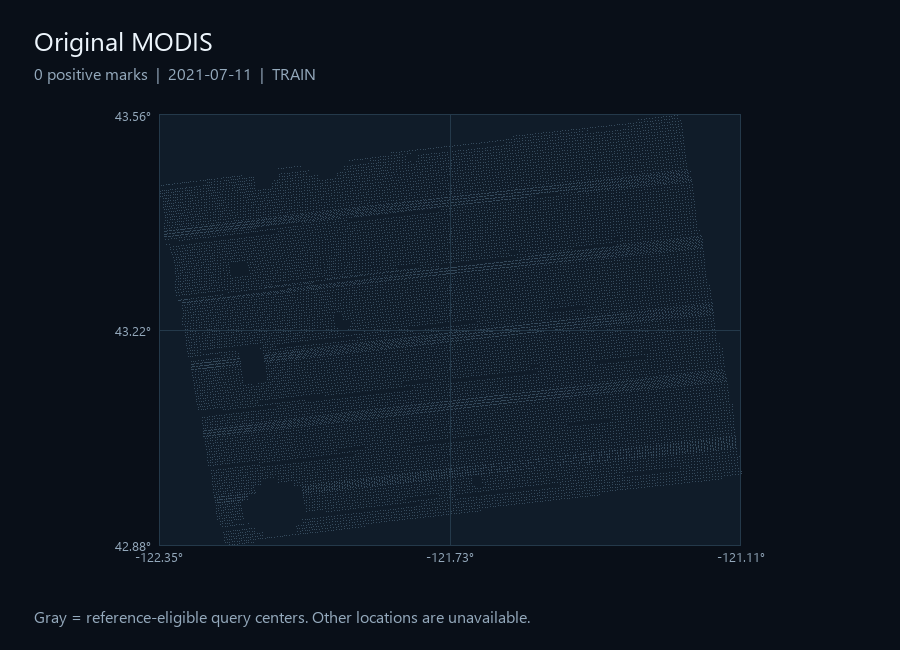 Original MODIS
0 positive marks | 2021-07-11 | TRAIN
43.56°
43.22°
42.88°
-122.35°
-121.73°
-121.11°
Gray = reference-eligible query centers. Other locations are unavailable.